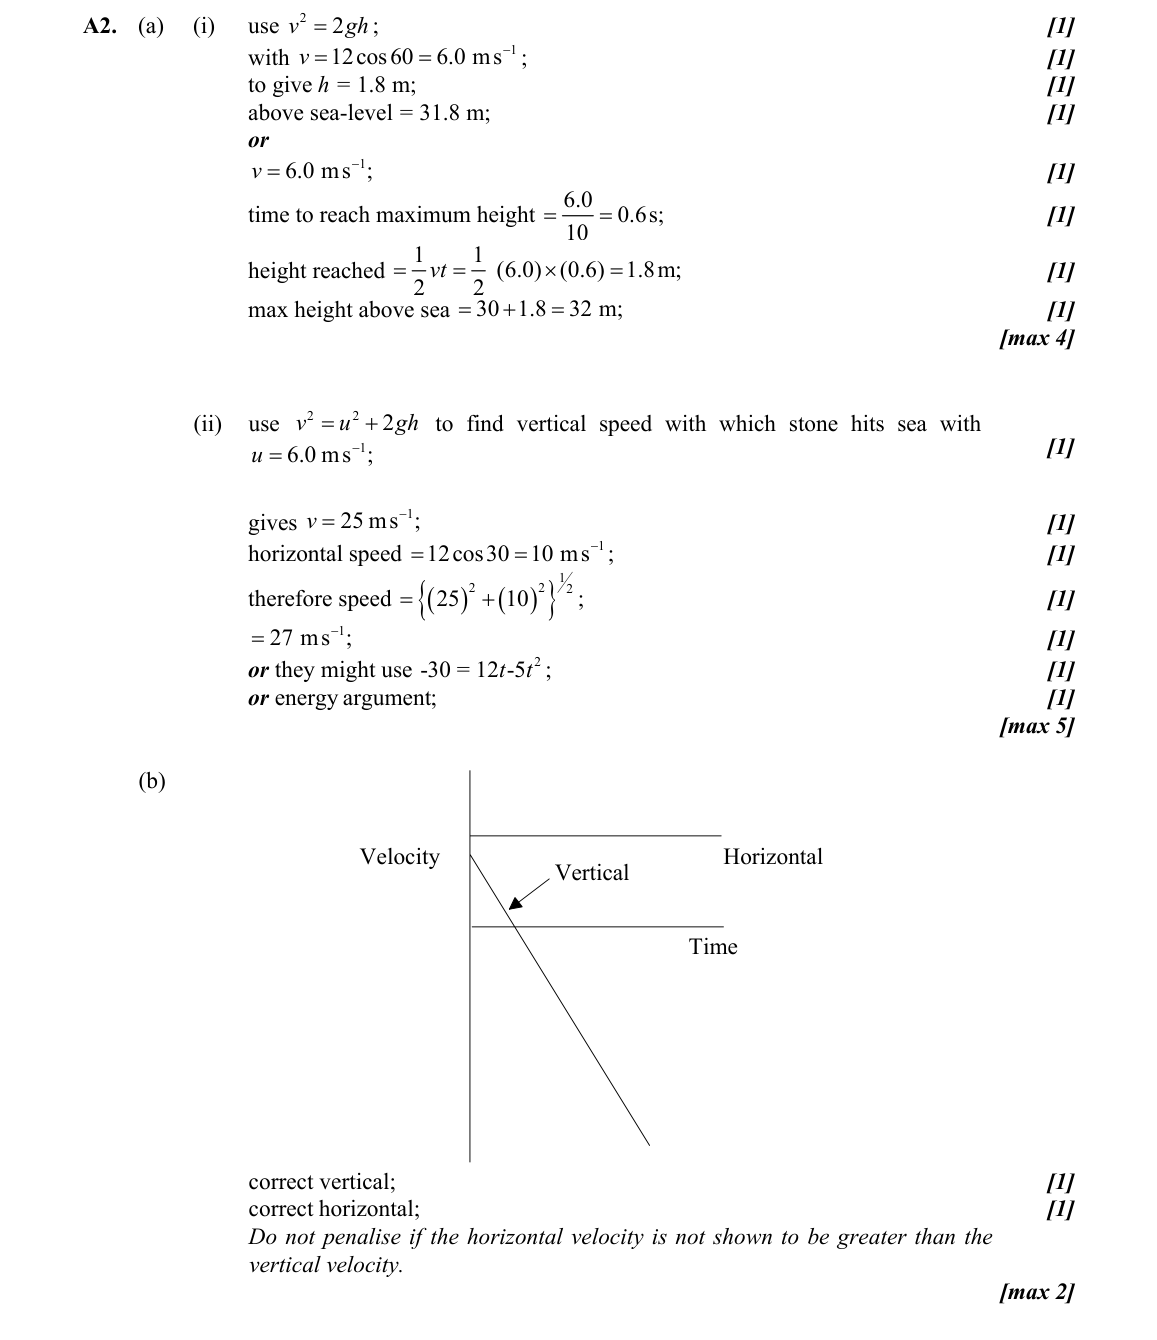 A2. (a) (i) use v² = 2gh ; [1]
with v = 12 cos 60 = 6.0 m s⁻¹ ; [1]
to give h = 1.8 m; [1]
above sea-level = 31.8 m; [1]
or
v = 6.0 m s⁻¹; [1]
time to reach maximum height = 6.0/10 = 0.6 s; [1]
height reached = 1/2 vt = 1/2 (6.0)×(0.6) = 1.8 m; [1]
max height above sea = 30 + 1.8 = 32 m; [1]
[max 4]
(ii) use v² = u² + 2gh to find vertical speed with which stone hits sea with
u = 6.0 m s⁻¹; [1]
gives v = 25 m s⁻¹; [1]
horizontal speed = 12 cos 30 = 10 m s⁻¹ ; [1]
therefore speed = {(25)² + (10)²}^½ ; [1]
= 27 m s⁻¹; [1]
or they might use -30 = 12t-5t² ; [1]
or energy argument; [1]
[max 5]
(b)
Velocity
Horizontal
Vertical
Time
correct vertical; [1]
correct horizontal; [1]
Do not penalise if the horizontal velocity is not shown to be greater than the
vertical velocity.
[max 2]